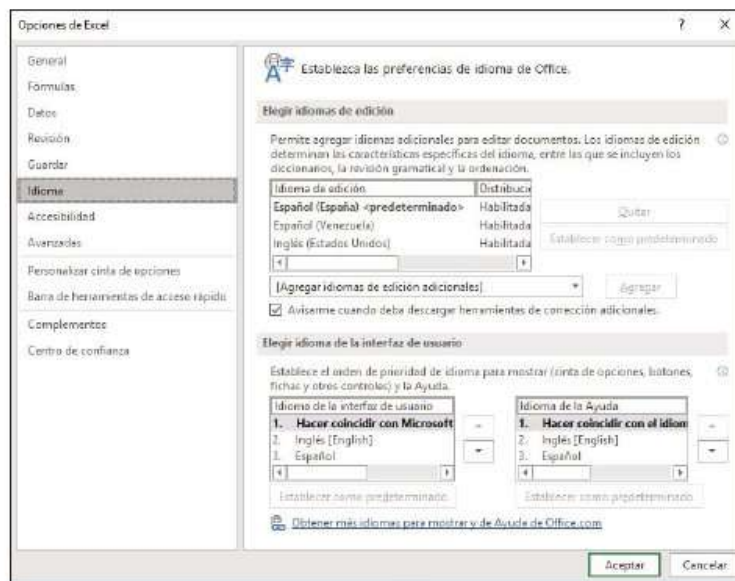 Opciones de Excel
? X
General
Fórmulas
Datos
Revisión
Guardar
Idioma
Accesibilidad
Avanzadas
Personalizar cinta de opciones
Barra de herramientas de acceso rápido
Complementos
Centro de confianza
Establezca las preferencias de idioma de Office.
Elegir idiomas de edición
Permite agregar idiomas adicionales para editar documentos. Los idiomas de edición
determinan las características específicas del idioma, entre las que se incluyen los
diccionarios, la revisión gramatical y la ordenación.
Idioma de edición Distribució
Español (España) <predeterminado> Habilitada
Español (Venezuela) Habilitada
Inglés (Estados Unidos) Habilitada
Quitar
Establecer como predeterminado
[Agregar idiomas de edición adicionales] Agregar
Avisarme cuando deba descargar herramientas de corrección adicionales.
Elegir idioma de la interfaz de usuario
Establece el orden de prioridad de idioma para mostrar (cinta de opciones, botones,
fichas y otros controles) y la Ayuda.
Idioma de la interfaz de usuario Idioma de la Ayuda
1. Hacer coincidir con Microsoft 1. Hacer coincidir con el idiom
2. Inglés [English] 2. Inglés [English]
3. Español 3. Español
Establecer como predeterminado Establecer como predeterminado
Obtener más idiomas para mostrar y de Ayuda de Office.com
Aceptar Cancelar